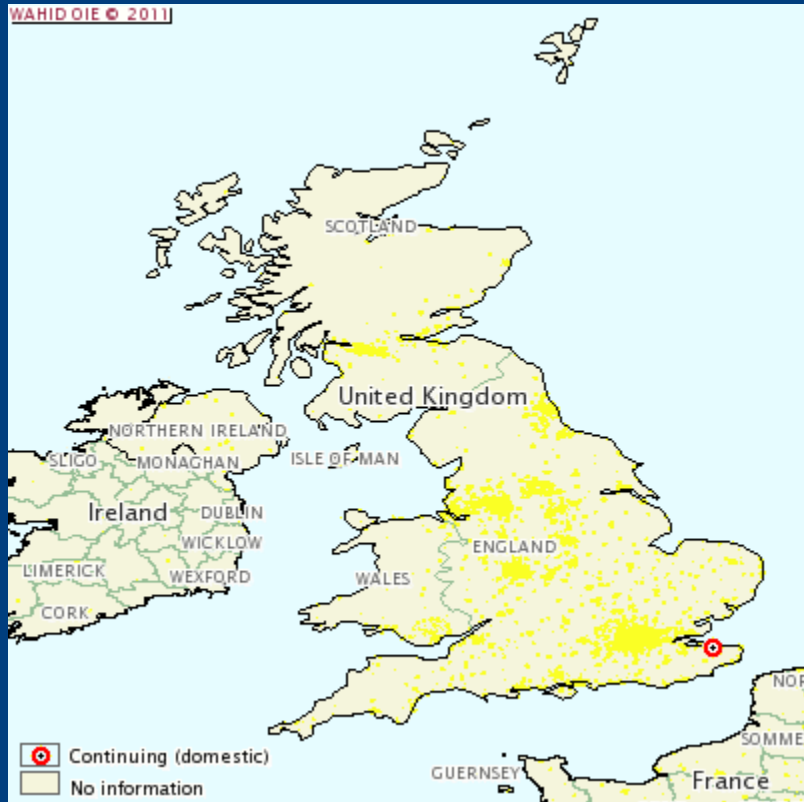 WAHID OIE © 2011
SCOTLAND
United Kingdom
NORTHERN IRELAND
ISLE OF MAN
SLIGO
MONAGHAN
Ireland
DUBLIN
WICKLOW
ENGLAND
LIMERICK
WEXFORD
WALES
CORK
NOR
SOMME
GUERNSEY
France
Continuing (domestic)
No information